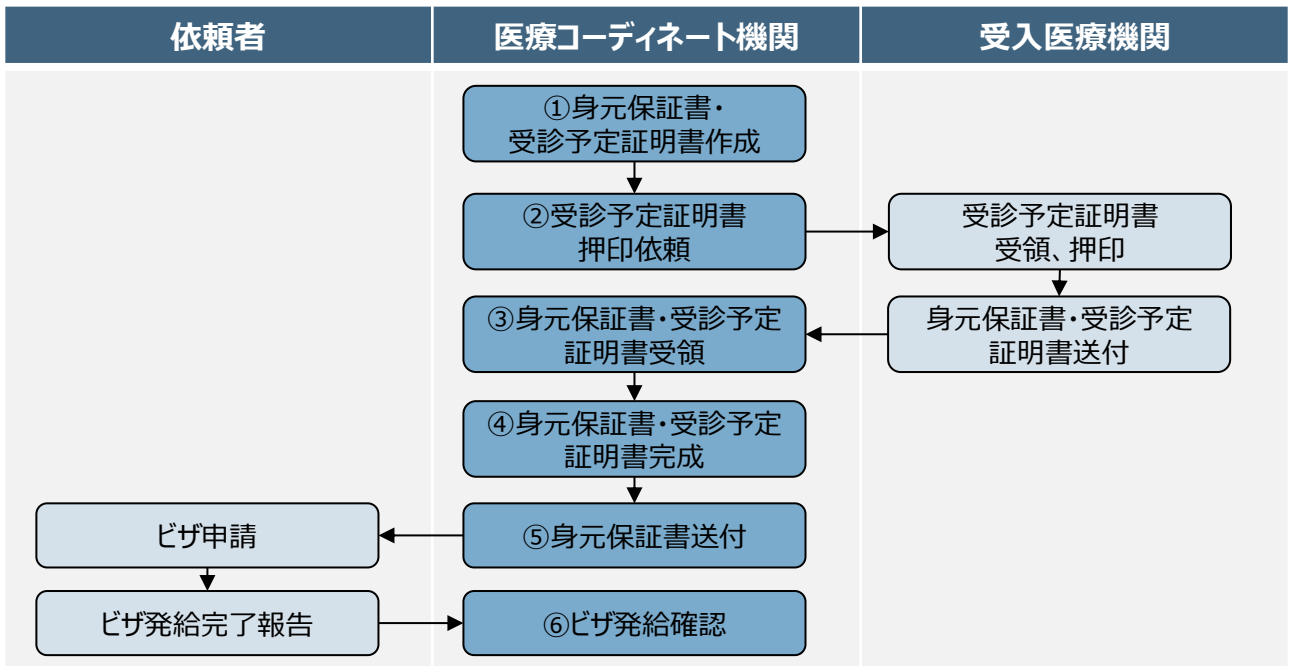 依頼者
医療コーディネート機関
受入医療機関
①身元保証書・
受診予定証明書作成
②受診予定証明書
押印依頼
受診予定証明書
受領、押印
③身元保証書・受診予定
証明書受領
身元保証書・受診予定
証明書送付
④身元保証書・受診予定
証明書完成
ビザ申請
⑤身元保証書送付
ビザ発給完了報告
⑥ビザ発給確認